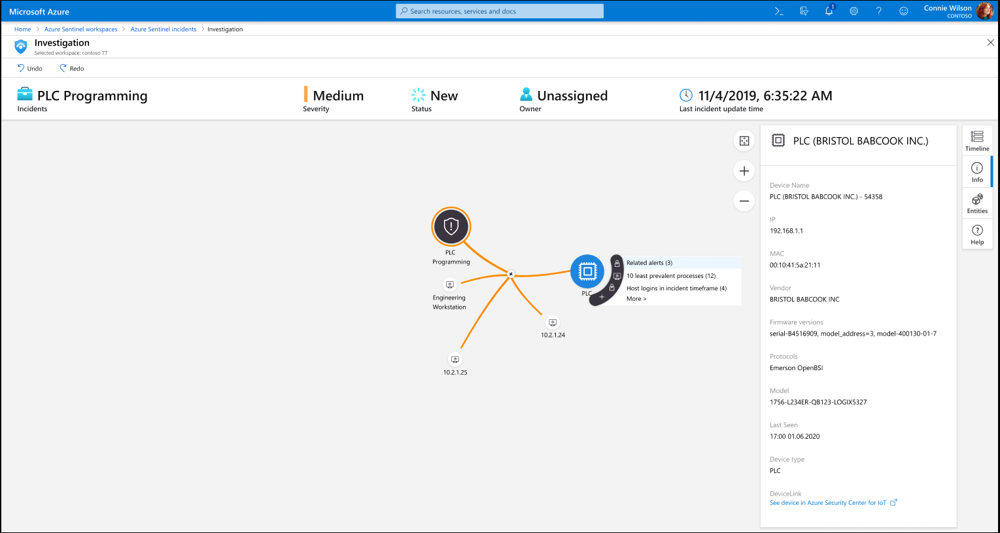 Microsoft Azure
Search resources, services and docs
1
Connie Wilson
CONTOSO
Home > Azure Sentinel workspaces > Azure Sentinel incidents > Investigation
Investigation
Selected workspace: contoso 77
Undo
Redo
PLC Programming
Incidents
Medium
Severity
New
Status
Unassigned
Owner
11/4/2019, 6:35:22 AM
Last incident update time
PLC
Programming
Engineering
Workstation
10.2.1.25
10.2.1.24
PLC
Related alerts (3)
10 least prevalent processes (12)
Host logins in incident timeframe (4)
More >
PLC (BRISTOL BABCOOK INC.)
Device Name
PLC (BRISTOL BABCOOK INC.) - 54358
IP
192.168.1.1
MAC
00:10:41:5a:21:11
Vendor
BRISTOL BABCOOK INC
Firmware versions
serial-B4516909, model_address=3, model-400130-01-7
Protocols
Emerson OpenBSI
Model
1756-L234ER-QB123-LOGIX5327
Last Seen
17:00 01.06.2020
Device type
PLC
DeviceLink
See device in Azure Security Center for IoT
Timeline
Info
Entities
Help